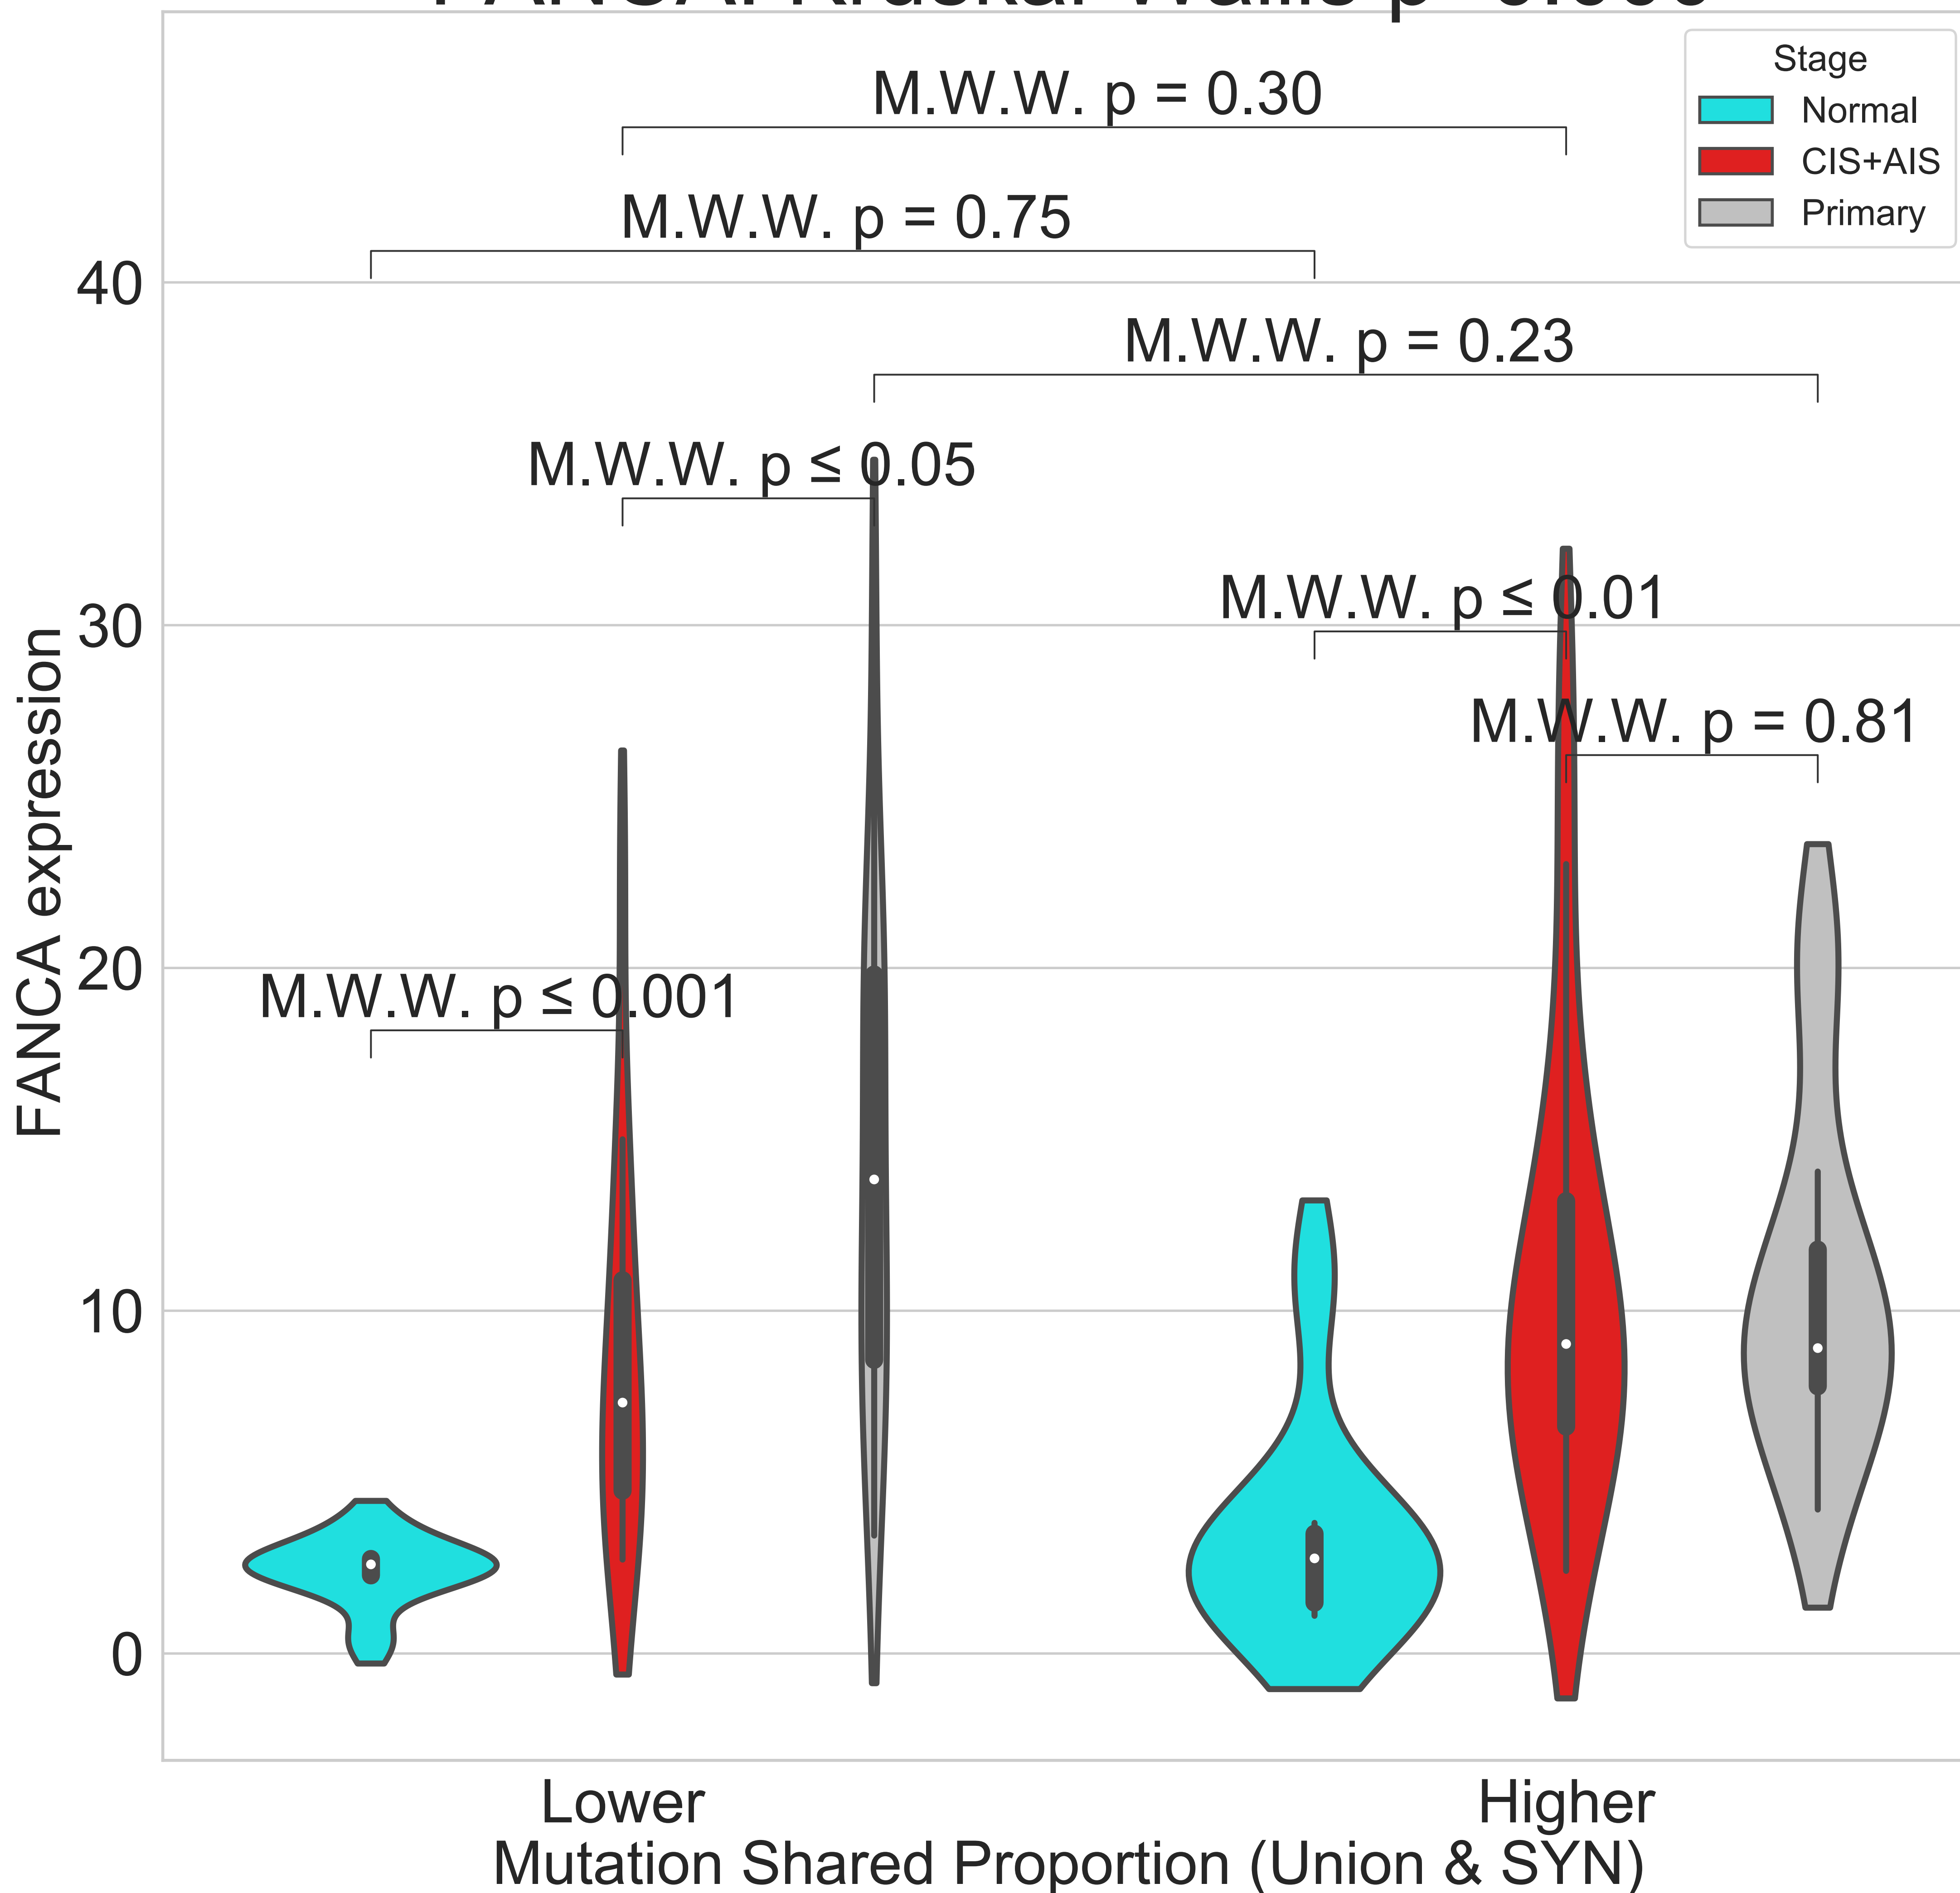 Stage
Normal
CIS+AIS
Primary
M.W.W. p = 0.30
M.W.W. p = 0.75
M.W.W. p = 0.23
M.W.W. p ≤ 0.05
M.W.W. p ≤ 0.01
M.W.W. p = 0.81
M.W.W. p ≤ 0.001
40
30
20
10
0
FANCA expression
Lower
Higher
Mutation Shared Proportion (Union & SYN)